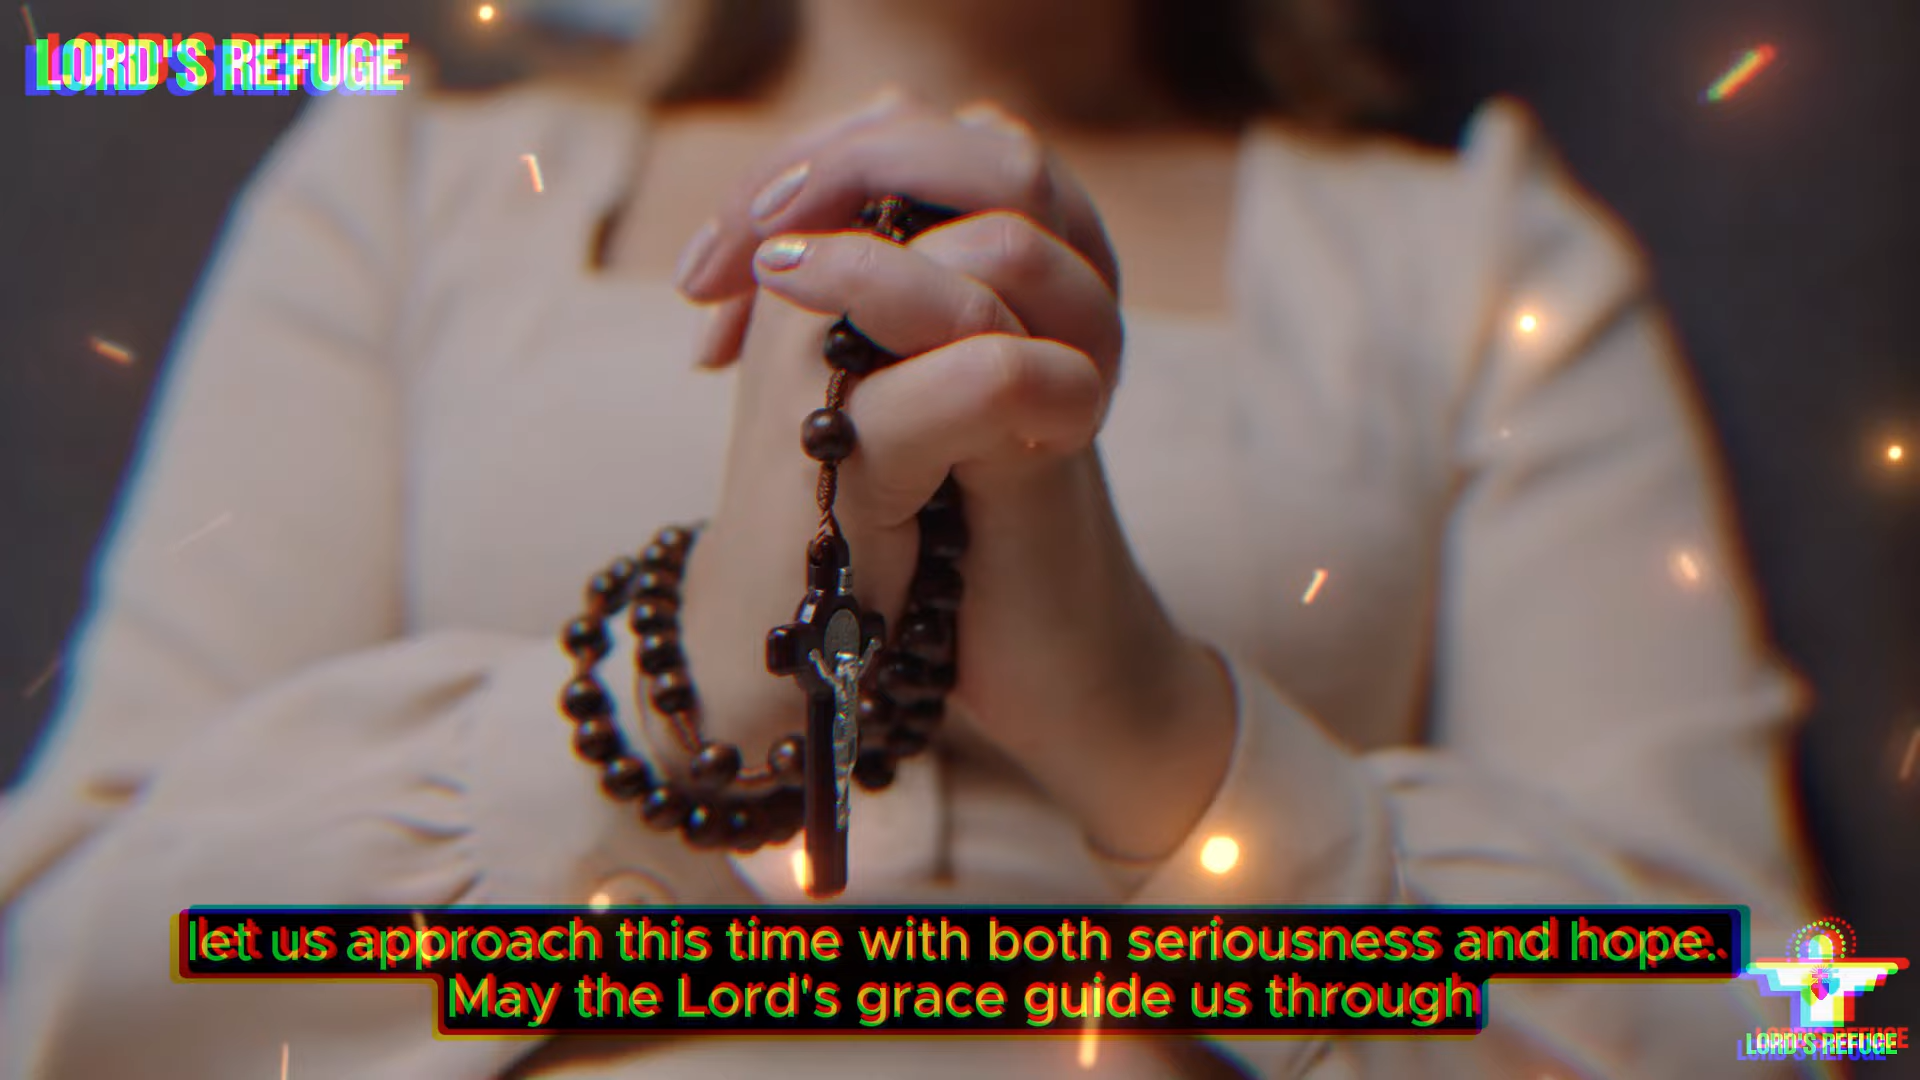 LORD'S REFUGE
let us approach this time with both seriousness and hope.
May the Lord's grace guide us through
LORD'S REFUGE